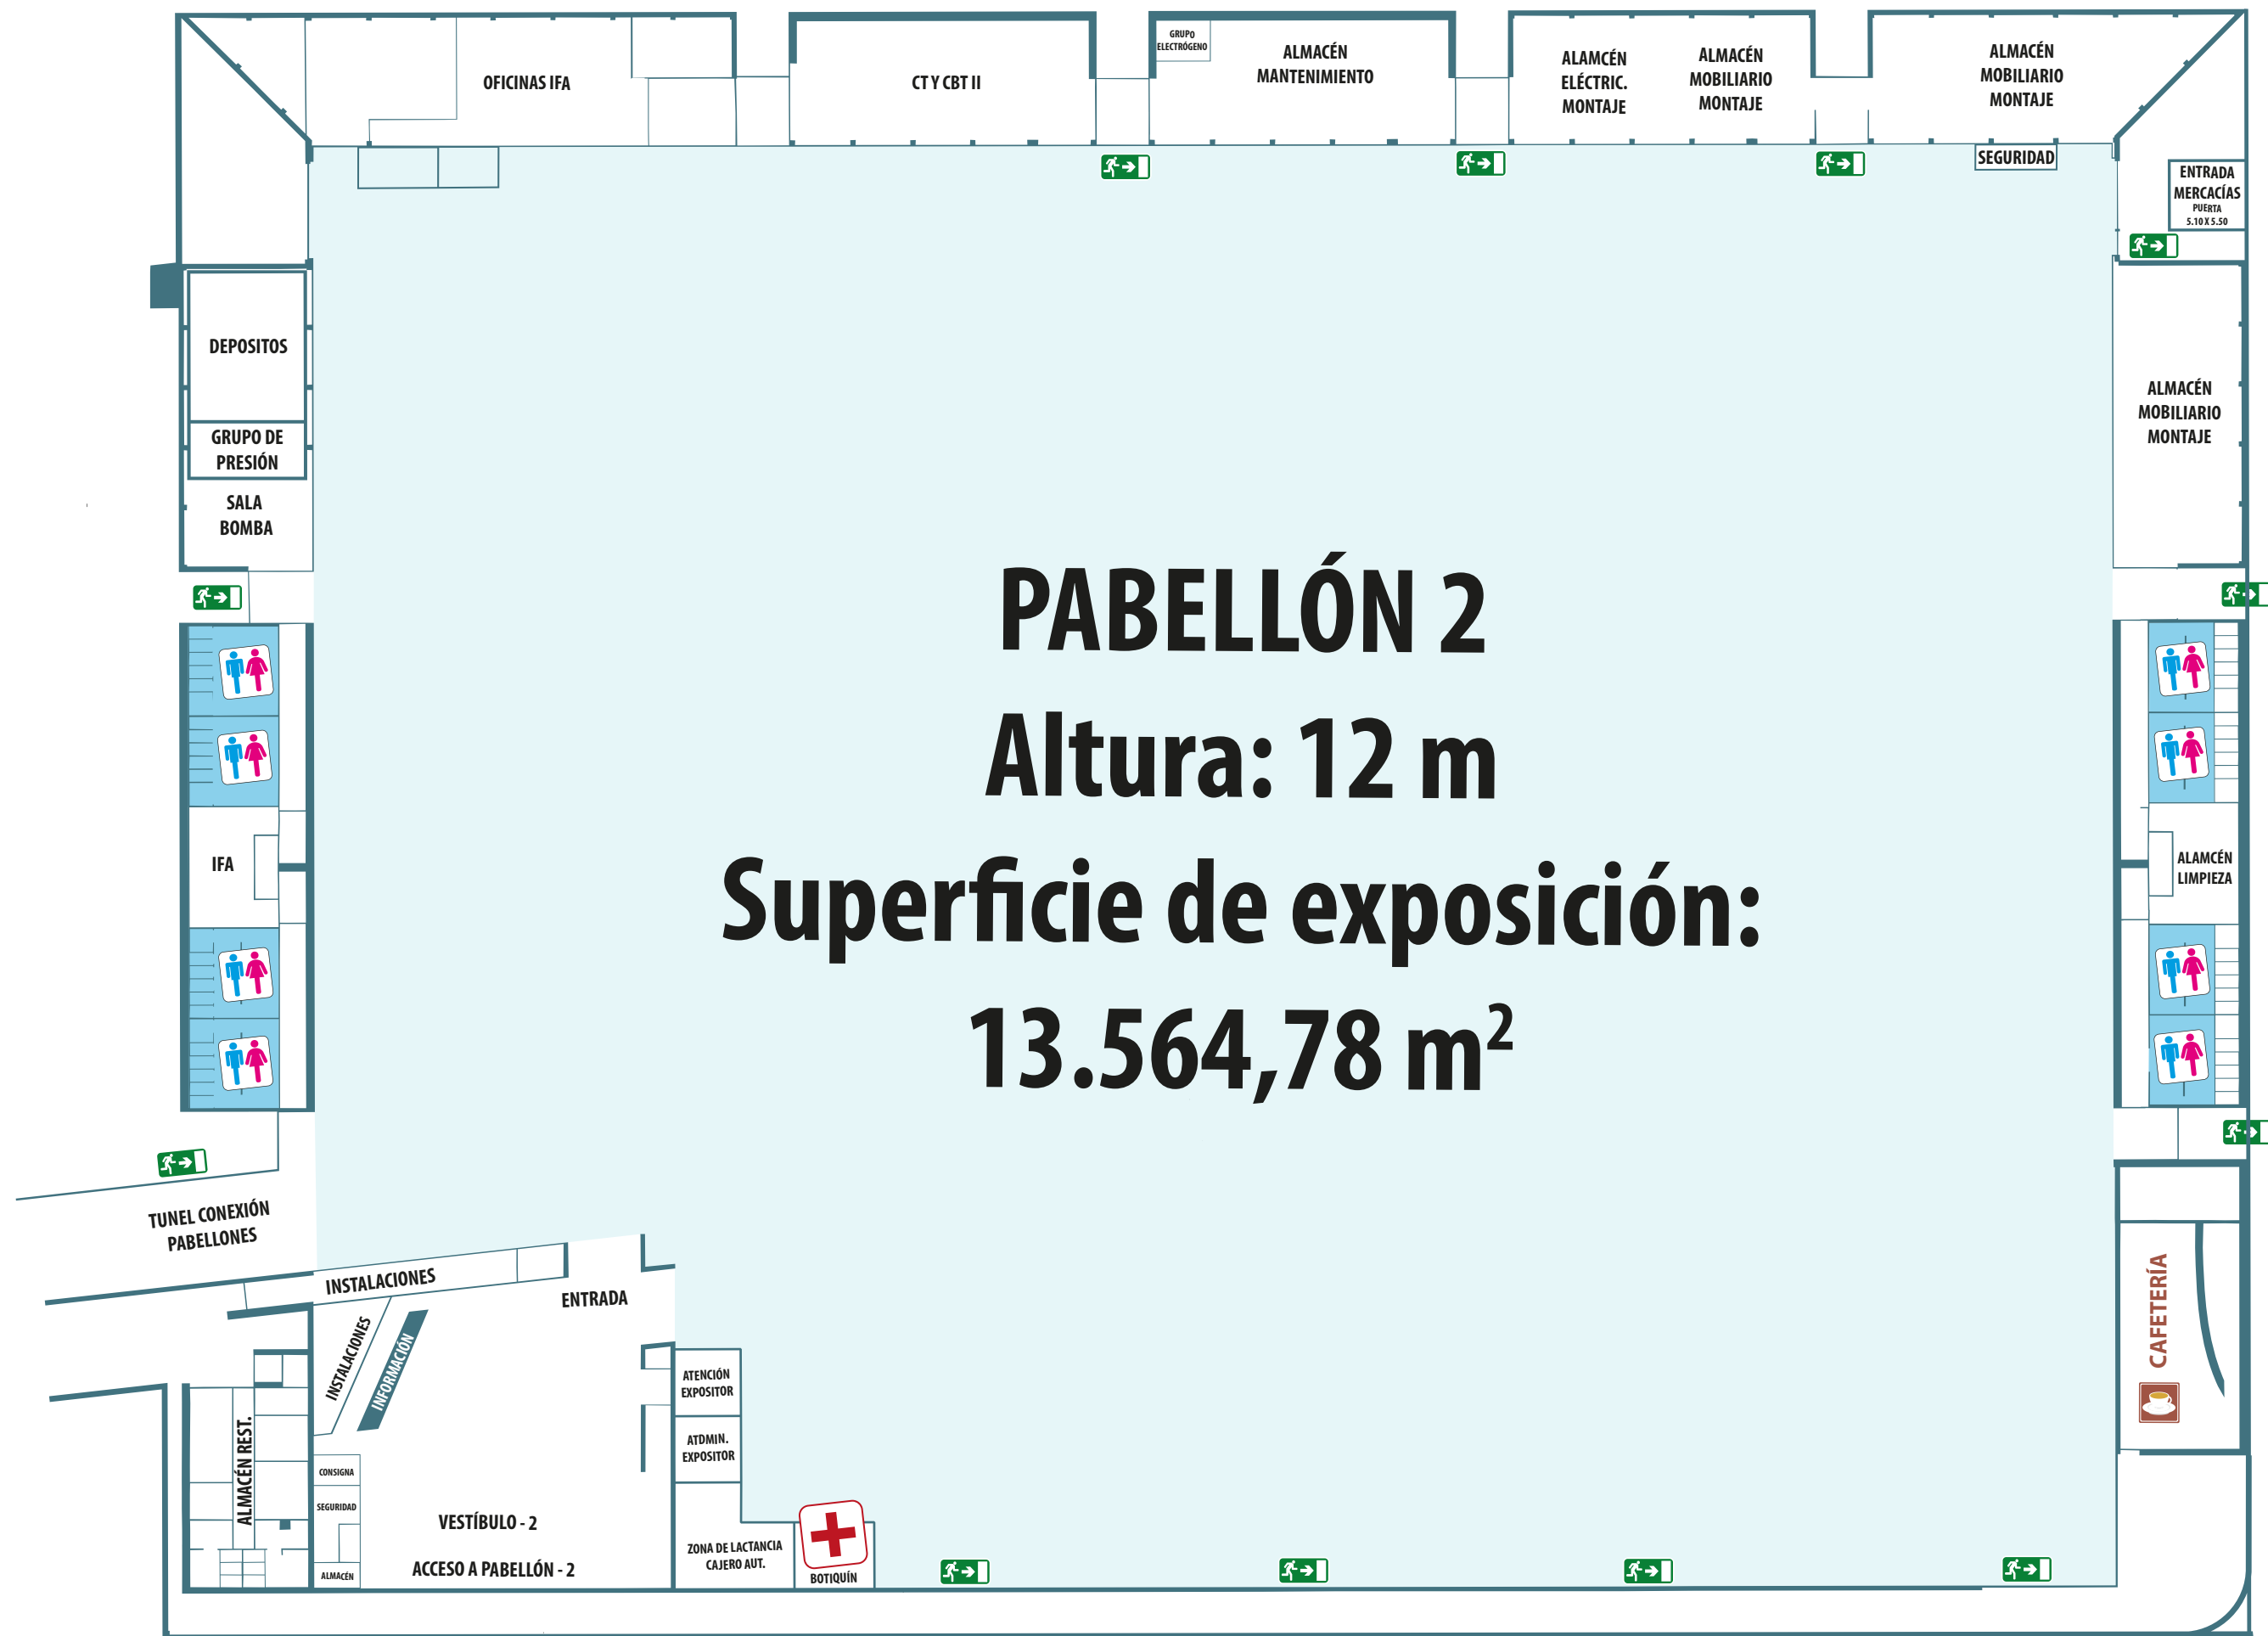 OFICINAS IFA
CT Y CBT II
GRUPO
ELECTRÓGENO
ALMACÉN
MANTENIMIENTO
ALAMCÉN
ELÉCTRIC.
MONTAJE
ALMACÉN
MOBILIARIO
MONTAJE
ALMACÉN
MOBILIARIO
MONTAJE
SEGURIDAD
ENTRADA
MERCACÍAS
PUERTA
5.10 X 5.50
DEPOSITOS
GRUPO DE
PRESIÓN
SALA
BOMBA
ALMACÉN
MOBILIARIO
MONTAJE
PABELLÓN 2
Altura: 12 m
Superficie de exposición:
13.564,78 m²
IFA
ALAMCÉN
LIMPIEZA
TUNEL CONEXIÓN
PABELLONES
INSTALACIONES
ENTRADA
INSTALACIONES
INFORMACIÓN
CAFETERÍA
ATENCIÓN
EXPOSITOR
ATDMIN.
EXPOSITOR
ALMACÉN REST.
CONSIGNA
SEGURIDAD
ALMACÉN
VESTÍBULO - 2
ACCESO A PABELLÓN - 2
ZONA DE LACTANCIA
CAJERO AUT.
BOTIQUÍN